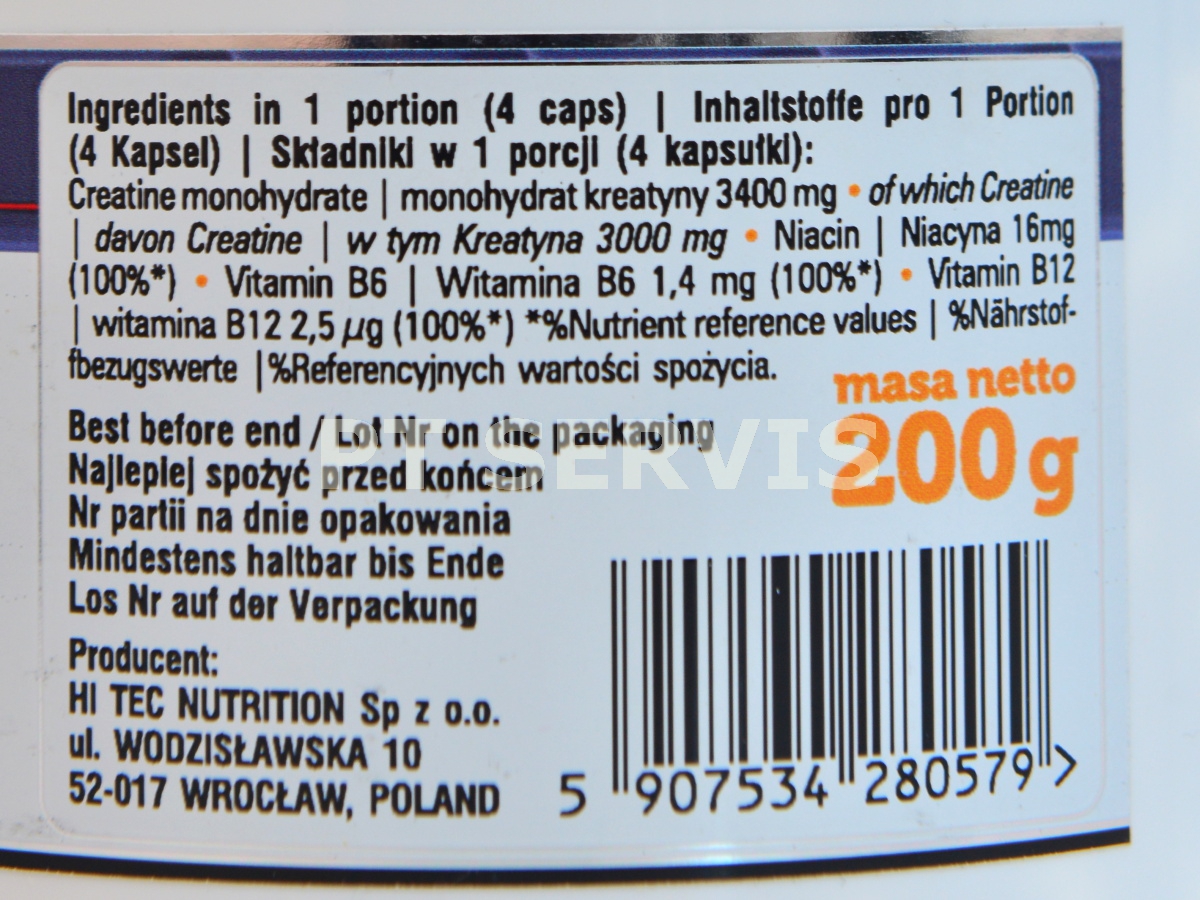 Ingredients in 1 portion (4 caps) | Inhaltstoffe pro 1 Portion
(4 Kapsel) | Składniki w 1 porcji (4 kapsułki):
Creatine monohydrate | monohydrat kreatyny 3400 mg • of which Creatine
| davon Creatine | w tym Kreatyna 3000 mg • Niacin | Niacyna 16mg
(100%*) • Vitamin B6 | Witamina B6 1,4 mg (100%*) • Vitamin B12
| witamina B12 2,5 µg (100%*) *%Nutrient reference values | %Nährstof-
fbezugswerte |%Referencyjnych wartości spożycia.
masa netto
200 g
Best before end / Lot Nr on the packaging
Najlepiej spożyć przed końcem
Nr partii na dnie opakowania
Mindestens haltbar bis Ende
Los Nr auf der Verpackung
PT SERVIS
Producent:
HI TEC NUTRITION Sp z o.o.
ul. WODZISŁAWSKA 10
52-017 WROCŁAW, POLAND
5 907534 280579 >